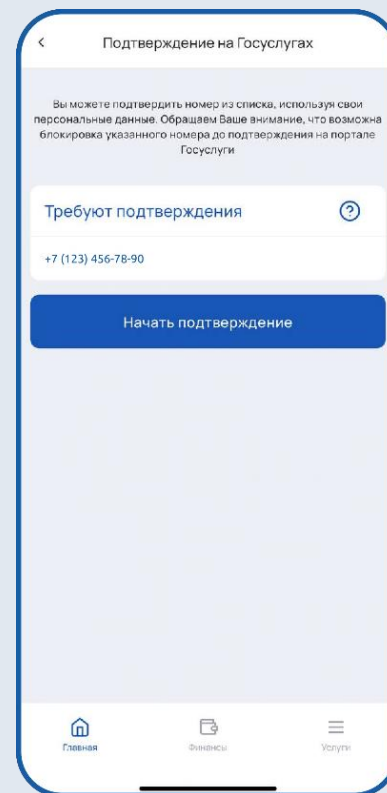 Подтверждение на Госуслугах
Вы можете подтвердить номер из списка, используя свои
персональные данные. Обращаем Ваше внимание, что возможна
блокировка указанного номера до подтверждения на портале
Госуслуги
Требуют подтверждения
+7 (123) 456-78-90
Начать подтверждение
Главная Финансы Услуги